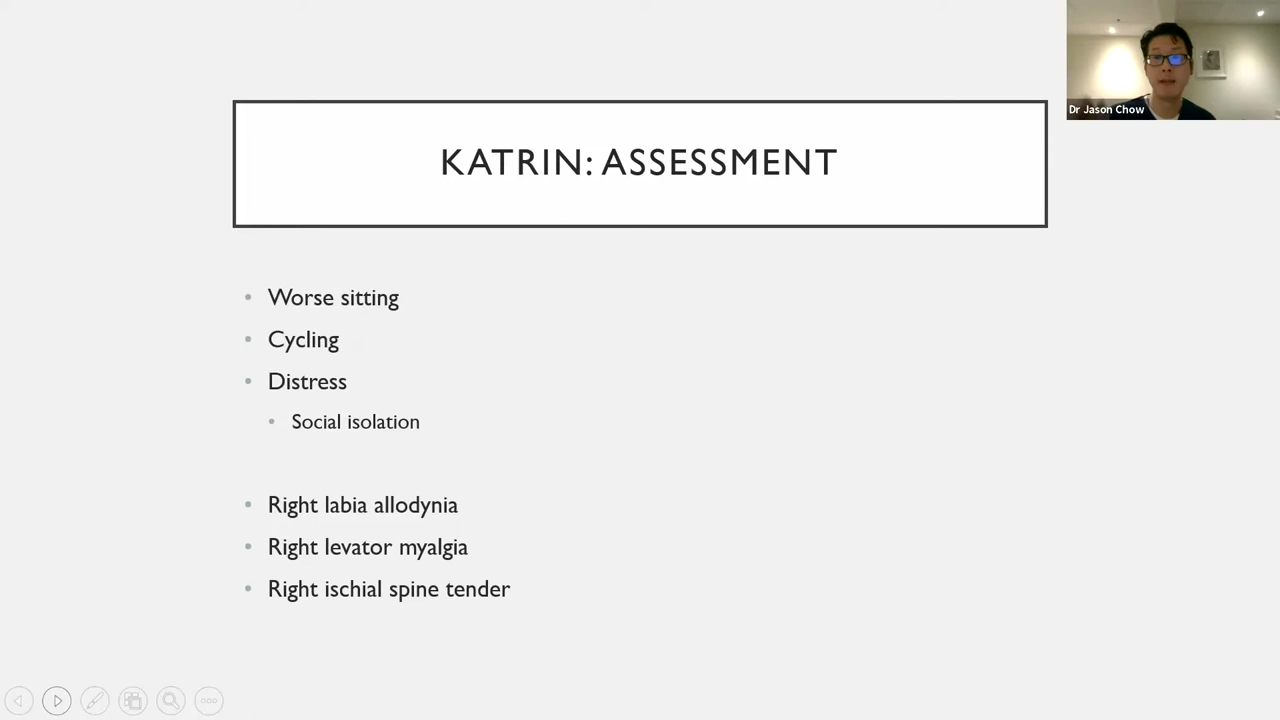 Dr Jason Chow
KATRIN: ASSESSMENT
• Worse sitting
• Cycling
• Distress
• Social isolation
• Right labia allodynia
• Right levator myalgia
• Right ischial spine tender